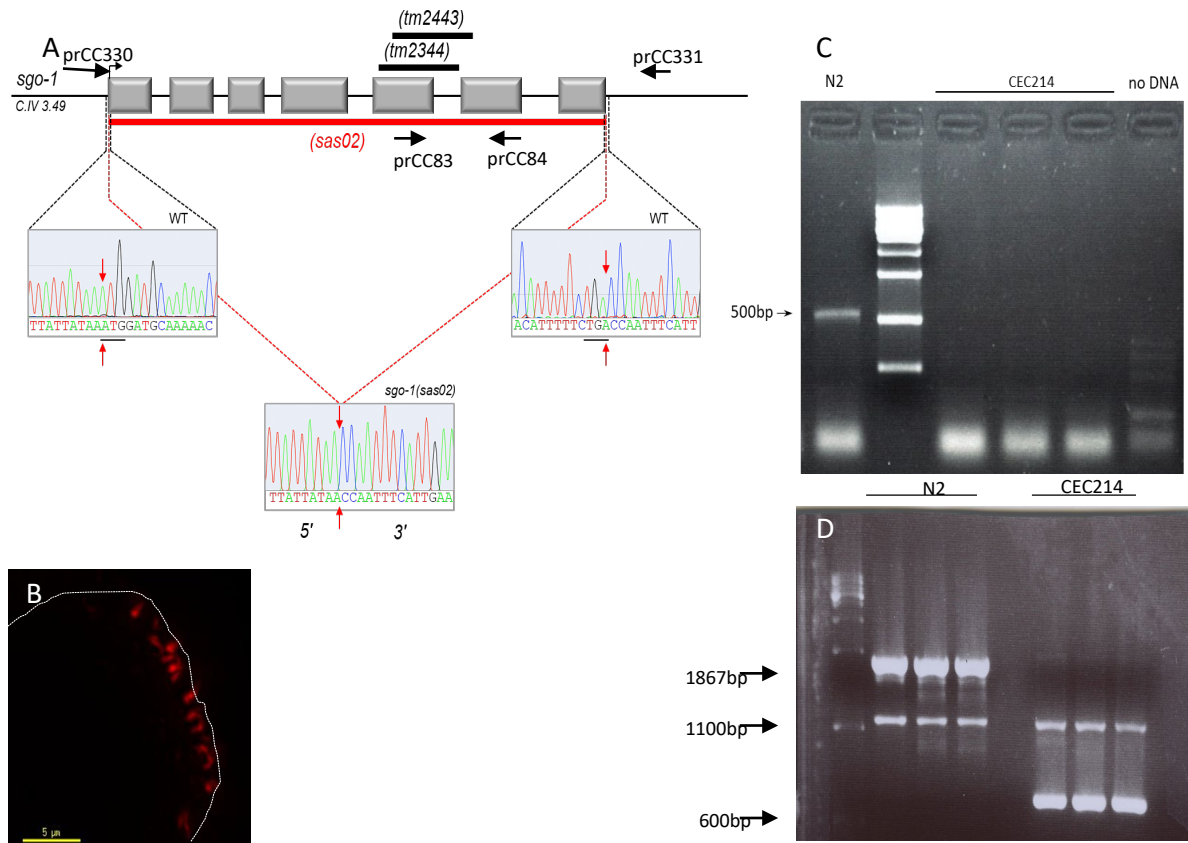 A
(tm2443)
(tm2344)
prCC330
prCC331
sgo-1
C.IV 3.49
(sas02)
prCC83
prCC84
WT
TTATTATAAATGGATGCAAAAAC
WT
ACATTTTTCTGACCAATTTCATT
sgo-1(sas02)
TTATTATAACCAATTTCATTGAA
5'
3'
B
5 µm
C
N2
CEC214
no DNA
500bp
N2
CEC214
D
1867bp
1100bp
600bp